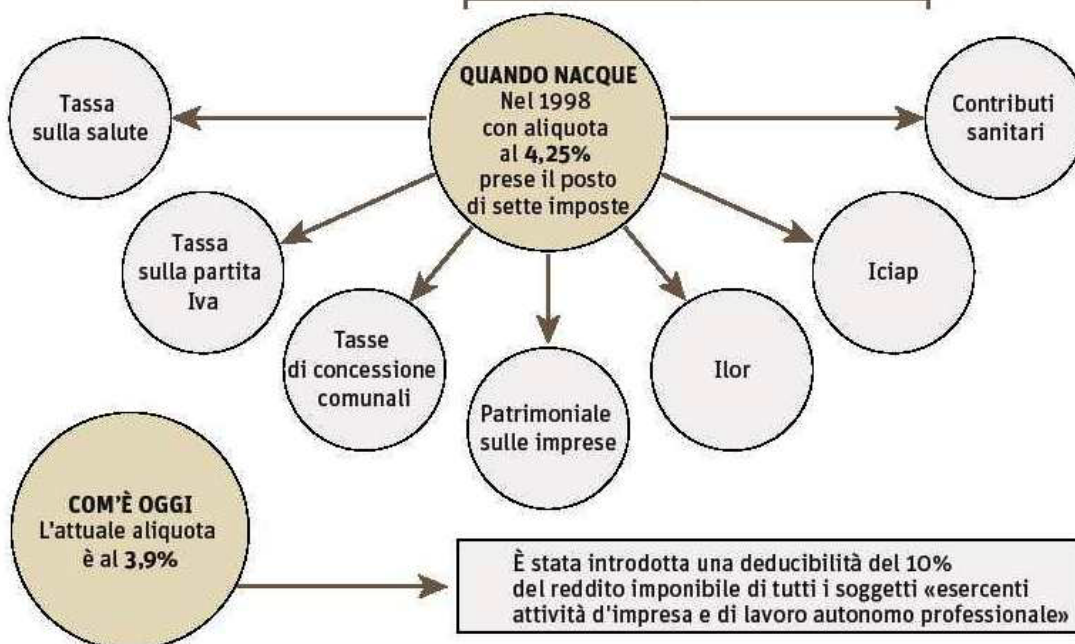 QUANDO NACQUE
Nel 1998
con aliquota
al 4,25%
prese il posto
di sette imposte
Tassa
sulla salute
Tassa
sulla partita
Iva
Tasse
di concessione
comunali
Patrimoniale
sulle imprese
Ilor
Iciap
Contributi
sanitari
COM'È OGGI
L'attuale aliquota
è al 3,9%
È stata introdotta una deducibilità del 10%
del reddito imponibile di tutti i soggetti «esercenti
attività d'impresa e di lavoro autonomo professionale»